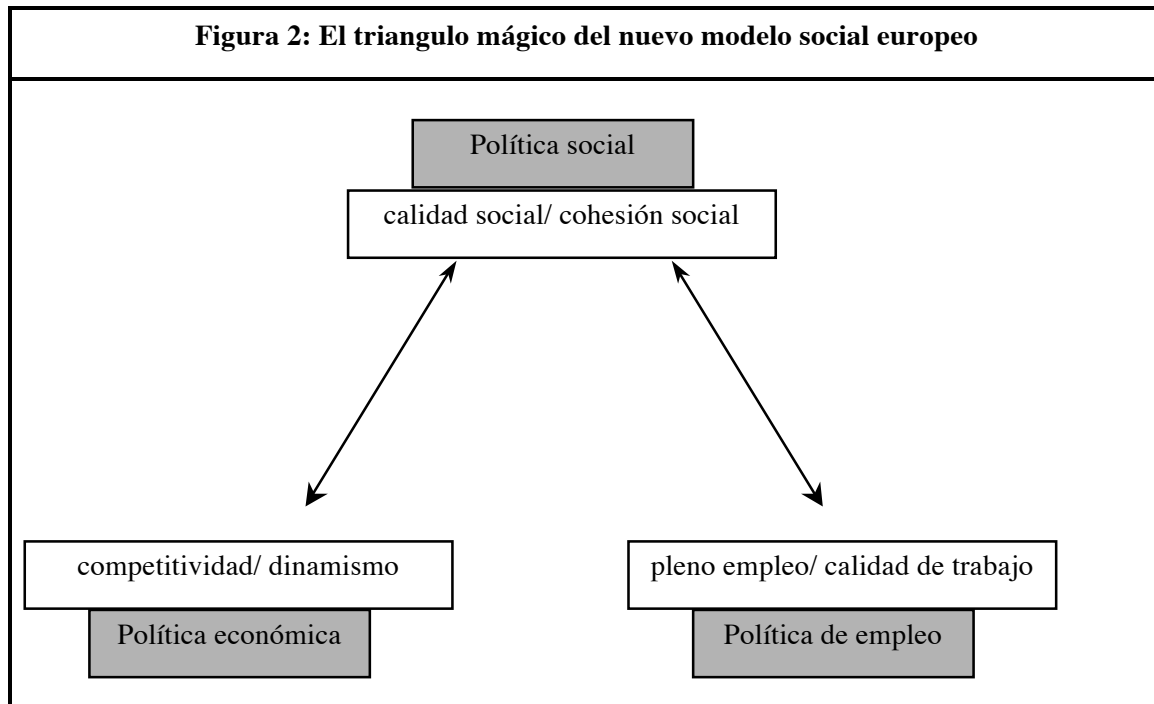 Figura 2: El triangulo mágico del nuevo modelo social europeo
Política social
calidad social/ cohesión social
competitividad/ dinamismo
Política económica
pleno empleo/ calidad de trabajo
Política de empleo